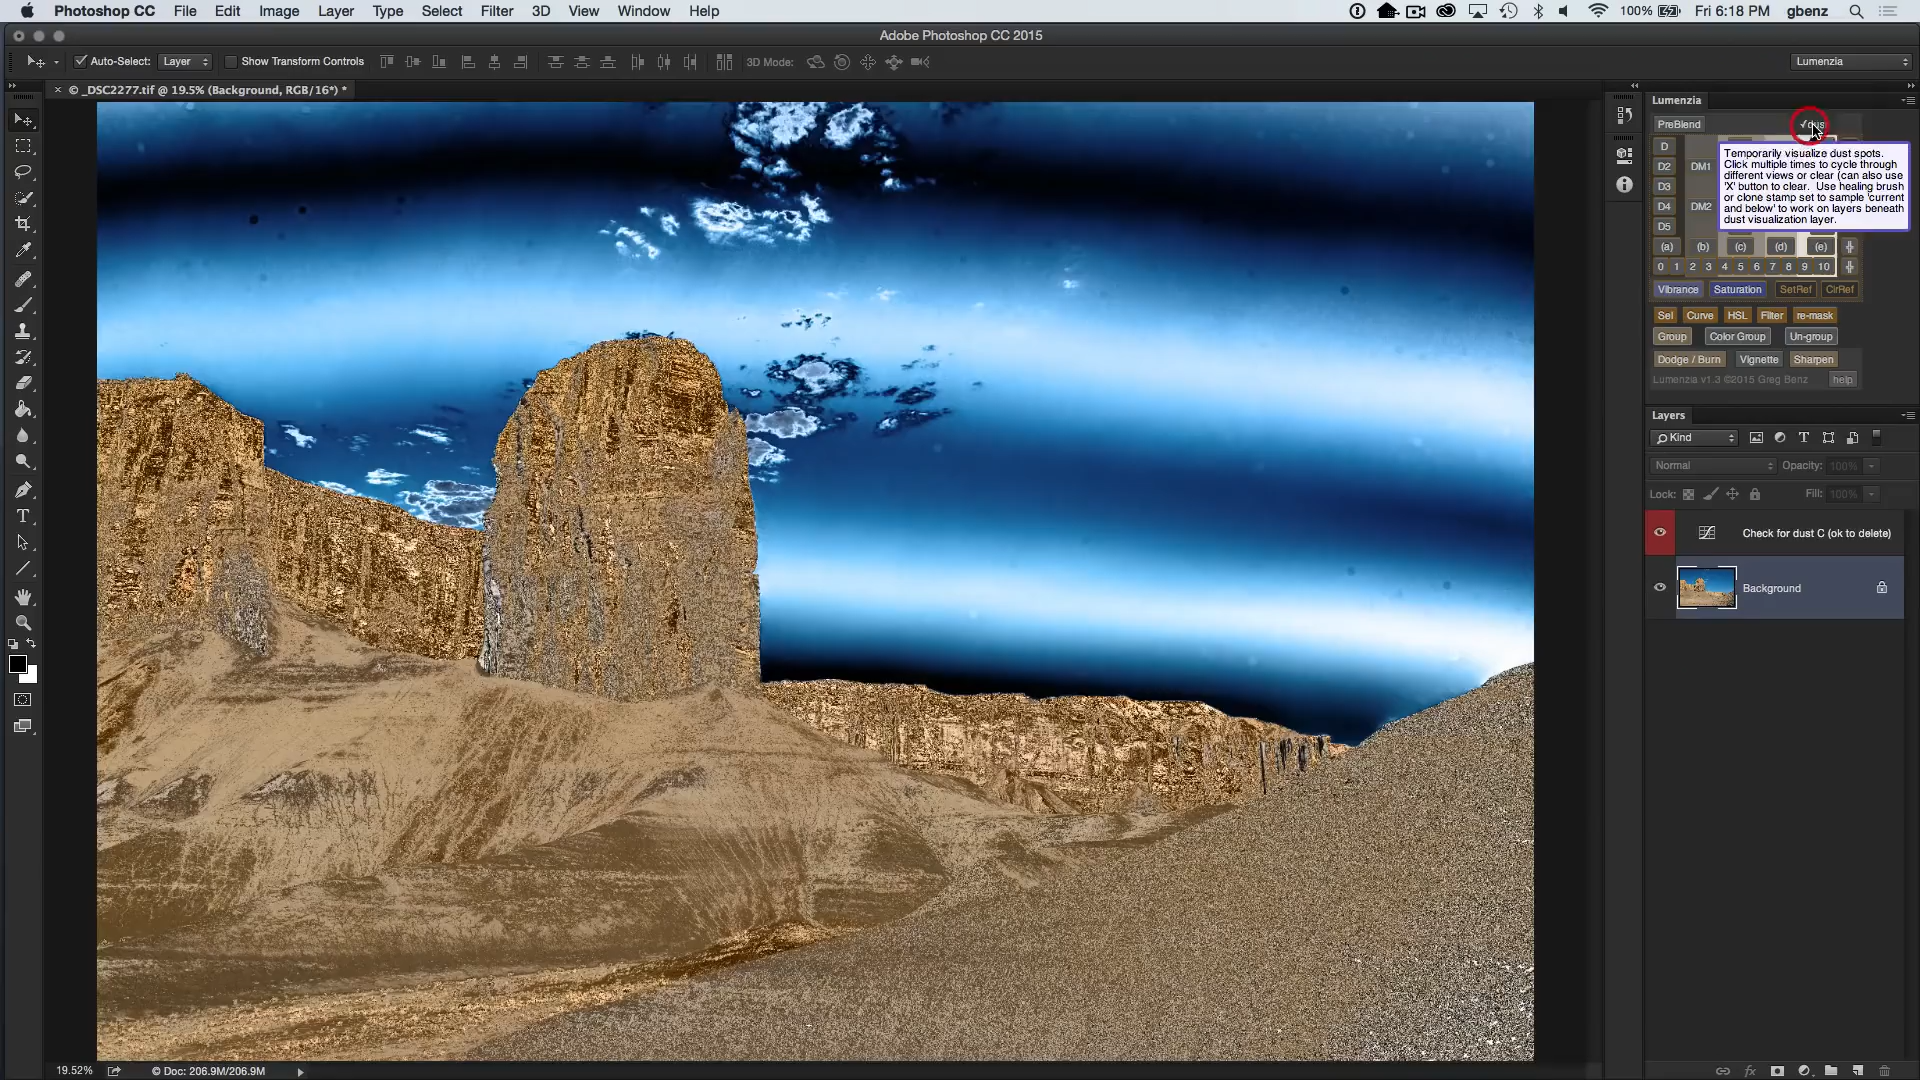 Photoshop CC File Edit Image Layer Type Select Filter 3D View Window Help 100% Fri 6:18 PM gbenz
Adobe Photoshop CC 2015
Auto-Select: Layer Show Transform Controls 3D Mode: Lumenzia
× © _DSC2277.tif @ 19.5% (Background, RGB/16*) *
Lumenzia
PreBlend
D
D2 DM1
D3
D4 DM2
D5
Temporarily visualize dust spots.
Click multiple times to cycle through
different views or clear (can also use
'X' button to clear. Use healing brush
or clone stamp set to sample 'current
and below' to work on layers beneath
dust visualization layer.
(a) (b) (c) (d) (e)
0 1 2 3 4 5 6 7 8 9 10
Vibrance Saturation SetRef ClrRef
Sel Curve HSL Filter re-mask
Group Color Group Un-group
Dodge / Burn Vignette Sharpen
Lumenzia v1.3 ©2015 Greg Benz help
Layers
Kind
Normal Opacity: 100%
Lock: Fill: 100%
Check for dust C (ok to delete)
Background
19.52% © Doc: 206.9M/206.9M